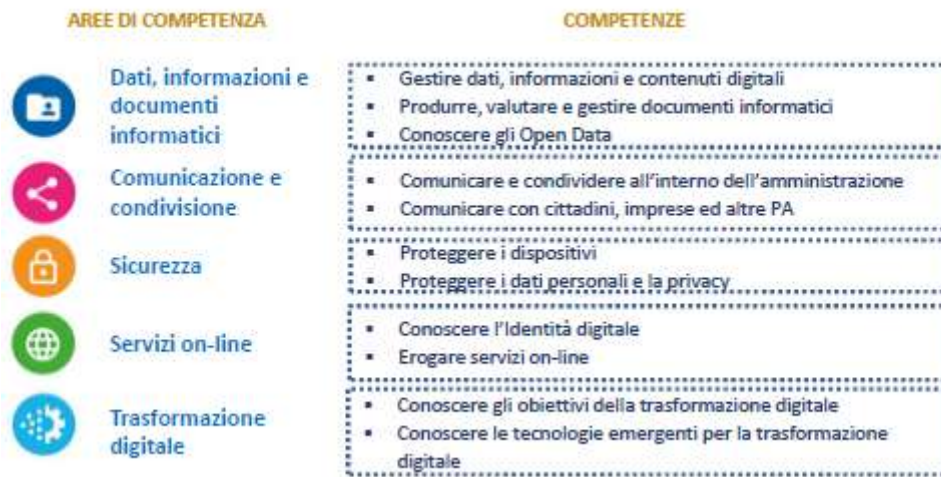 AREE DI COMPETENZA
COMPETENZE
Dati, informazioni e
documenti
informatici
▪ Gestire dati, informazioni e contenuti digitali
▪ Produrre, valutare e gestire documenti informatici
▪ Conoscere gli Open Data
Comunicazione e
condivisione
▪ Comunicare e condividere all'interno dell'amministrazione
▪ Comunicare con cittadini, imprese ed altre PA
Sicurezza
▪ Proteggere i dispositivi
▪ Proteggere i dati personali e la privacy
Servizi on-line
▪ Conoscere l'Identità digitale
▪ Erogare servizi on-line
Trasformazione
digitale
▪ Conoscere gli obiettivi della trasformazione digitale
▪ Conoscere le tecnologie emergenti per la trasformazione
digitale